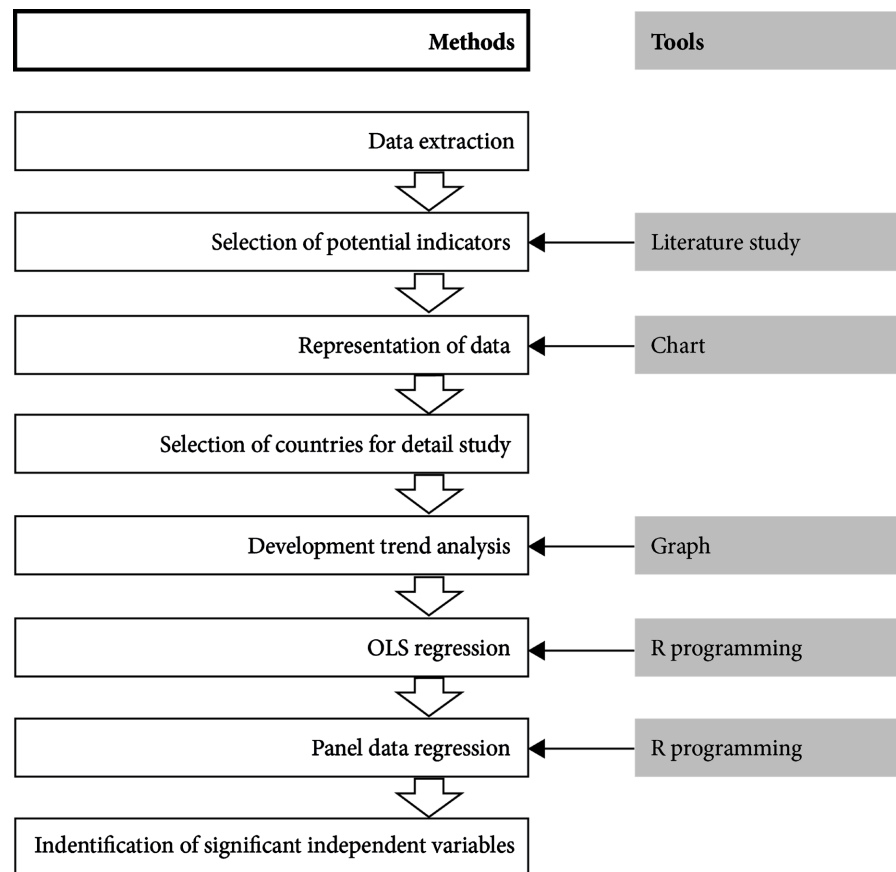 Methods
Tools
Data extraction
Selection of potential indicators
Literature study
Representation of data
Chart
Selection of countries for detail study
Development trend analysis
Graph
OLS regression
R programming
Panel data regression
R programming
Indentification of significant independent variables